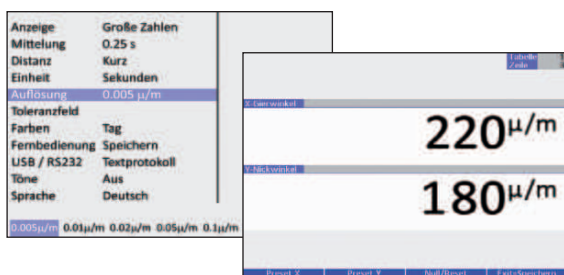 Anzeige Große Zahlen
Mittelung 0.25 s
Distanz Kurz
Einheit Sekunden
Auflösung 0.005 µ/m
Toleranzfeld
Farben Tag
Fernbedienung Speichern
USB / RS232 Textprotokoll
Töne Aus
Sprache Deutsch
0.005µ/m 0.01µ/m 0.02µ/m 0.05µ/m 0.1µ/m
Tabelle
Zeile
X-Gierwinkel
220µ/m
Y-Nickwinkel
180µ/m
Preset X Preset Y Null/Reset Exit+Speichern